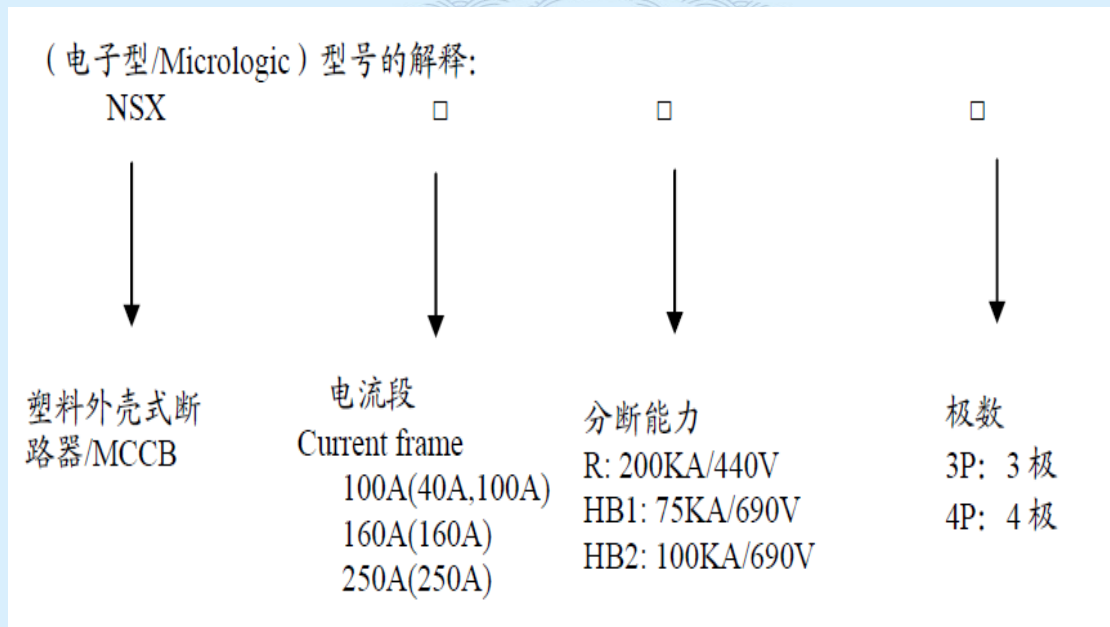 （电子型/Micrologic）型号的解释:
NSX □ □ □
塑料外壳式断
路器/MCCB
电流段
Current frame
100A(40A,100A)
160A(160A)
250A(250A)
分断能力
R: 200KA/440V
HB1: 75KA/690V
HB2: 100KA/690V
极数
3P: 3 极
4P: 4 极